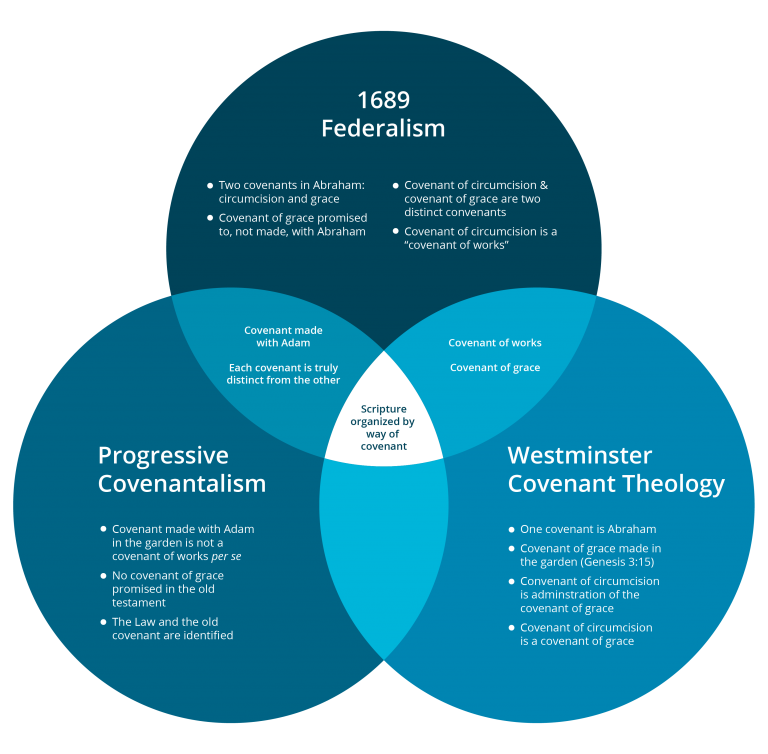 1689
Federalism
Two covenants in Abraham:
circumcision and grace
Covenant of grace promised
to, not made, with Abraham
Covenant of circumcision &
covenant of grace are two
distinct convenants
Covenant of circumcision is a
“covenant of works”
Covenant made
with Adam
Each covenant is truly
distinct from the other
Covenant of works
Covenant of grace
Scripture
organized by
way of
covenant
Progressive
Covenantalism
Covenant made with Adam
in the garden is not a
covenant of works per se
No covenant of grace
promised in the old
testament
The Law and the old
covenant are identified
Westminster
Covenant Theology
One covenant is Abraham
Covenant of grace made in
the garden (Genesis 3:15)
Convenant of circumcision
is adminstration of the
covenant of grace
Covenant of circumcision
is a covenant of grace